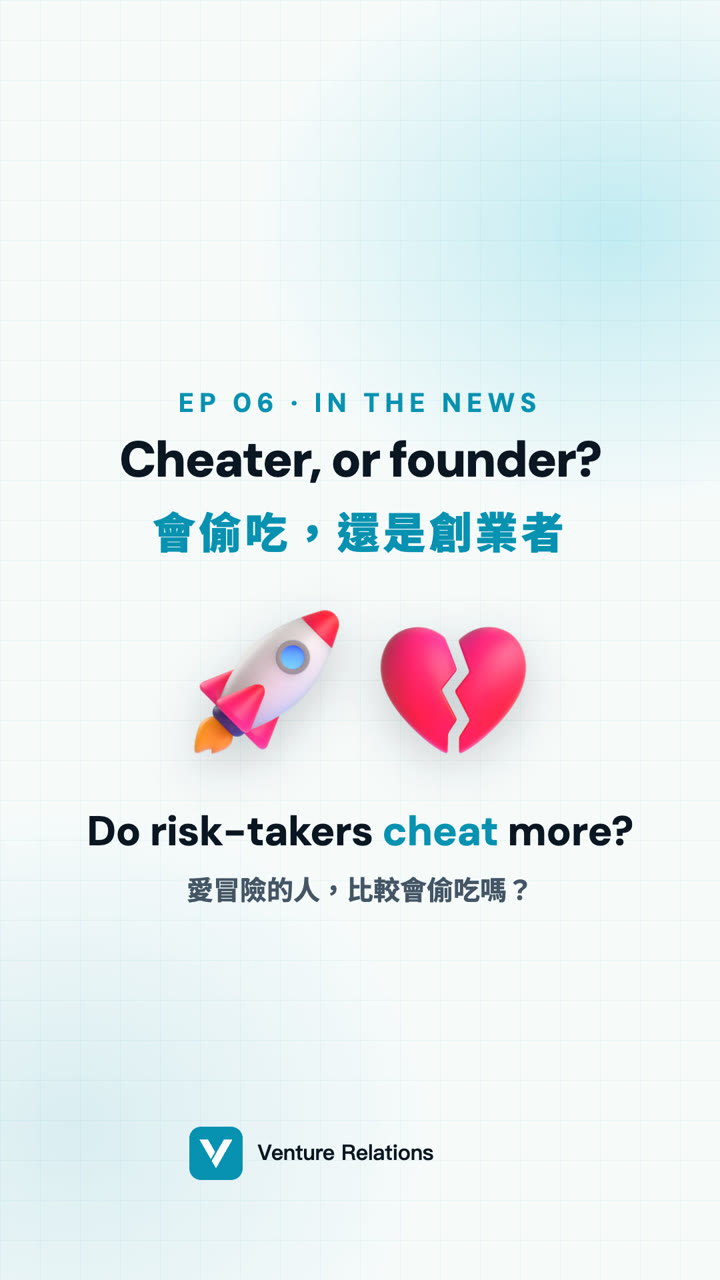 EP 06 · IN THE NEWS
Cheater, or founder?
會偷吃，還是創業者
Do risk-takers cheat more?
愛冒險的人，比較會偷吃嗎？
Venture Relations